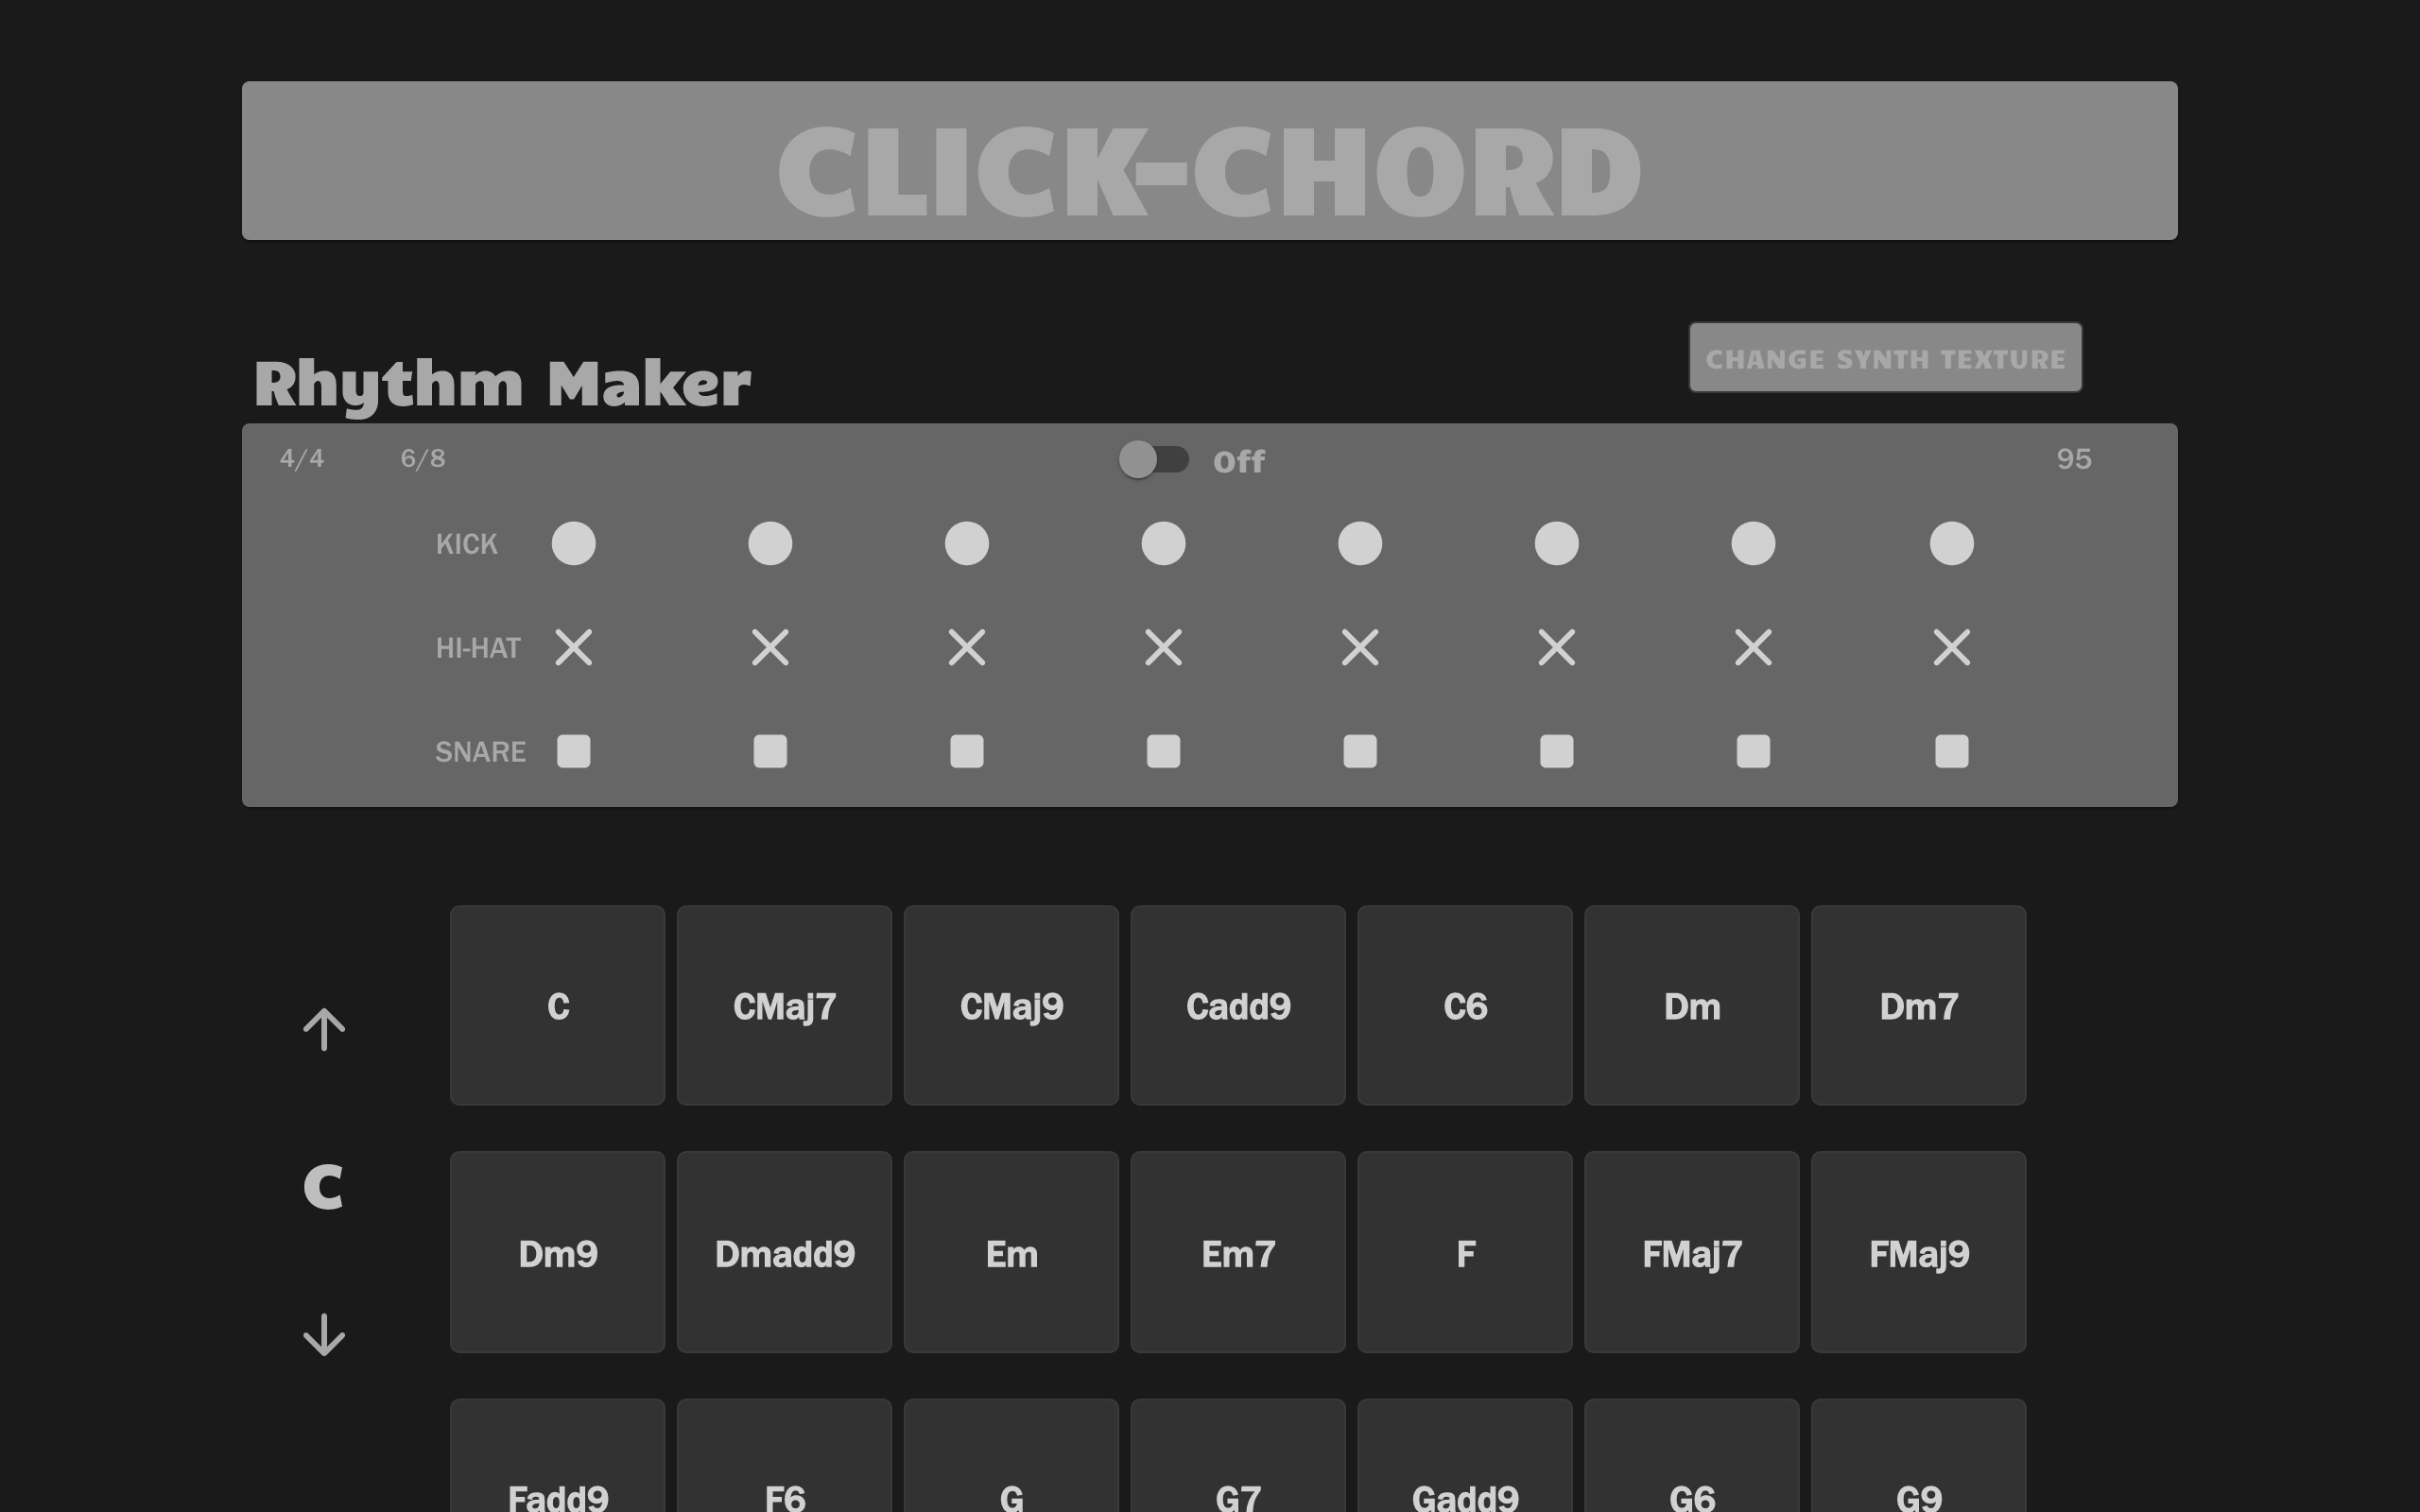 CLICK-CHORD
CHANGE SYNTH TEXTURE
Rhythm Maker
4/4 6/8 off 95
KICK
HI-HAT
SNARE
C CMaj7 CMaj9 Cadd9 C6 Dm Dm7
C
Dm9 Dmadd9 Em Em7 F FMaj7 FMaj9
Fadd9 F6 G G7 Gadd9 G6 G9